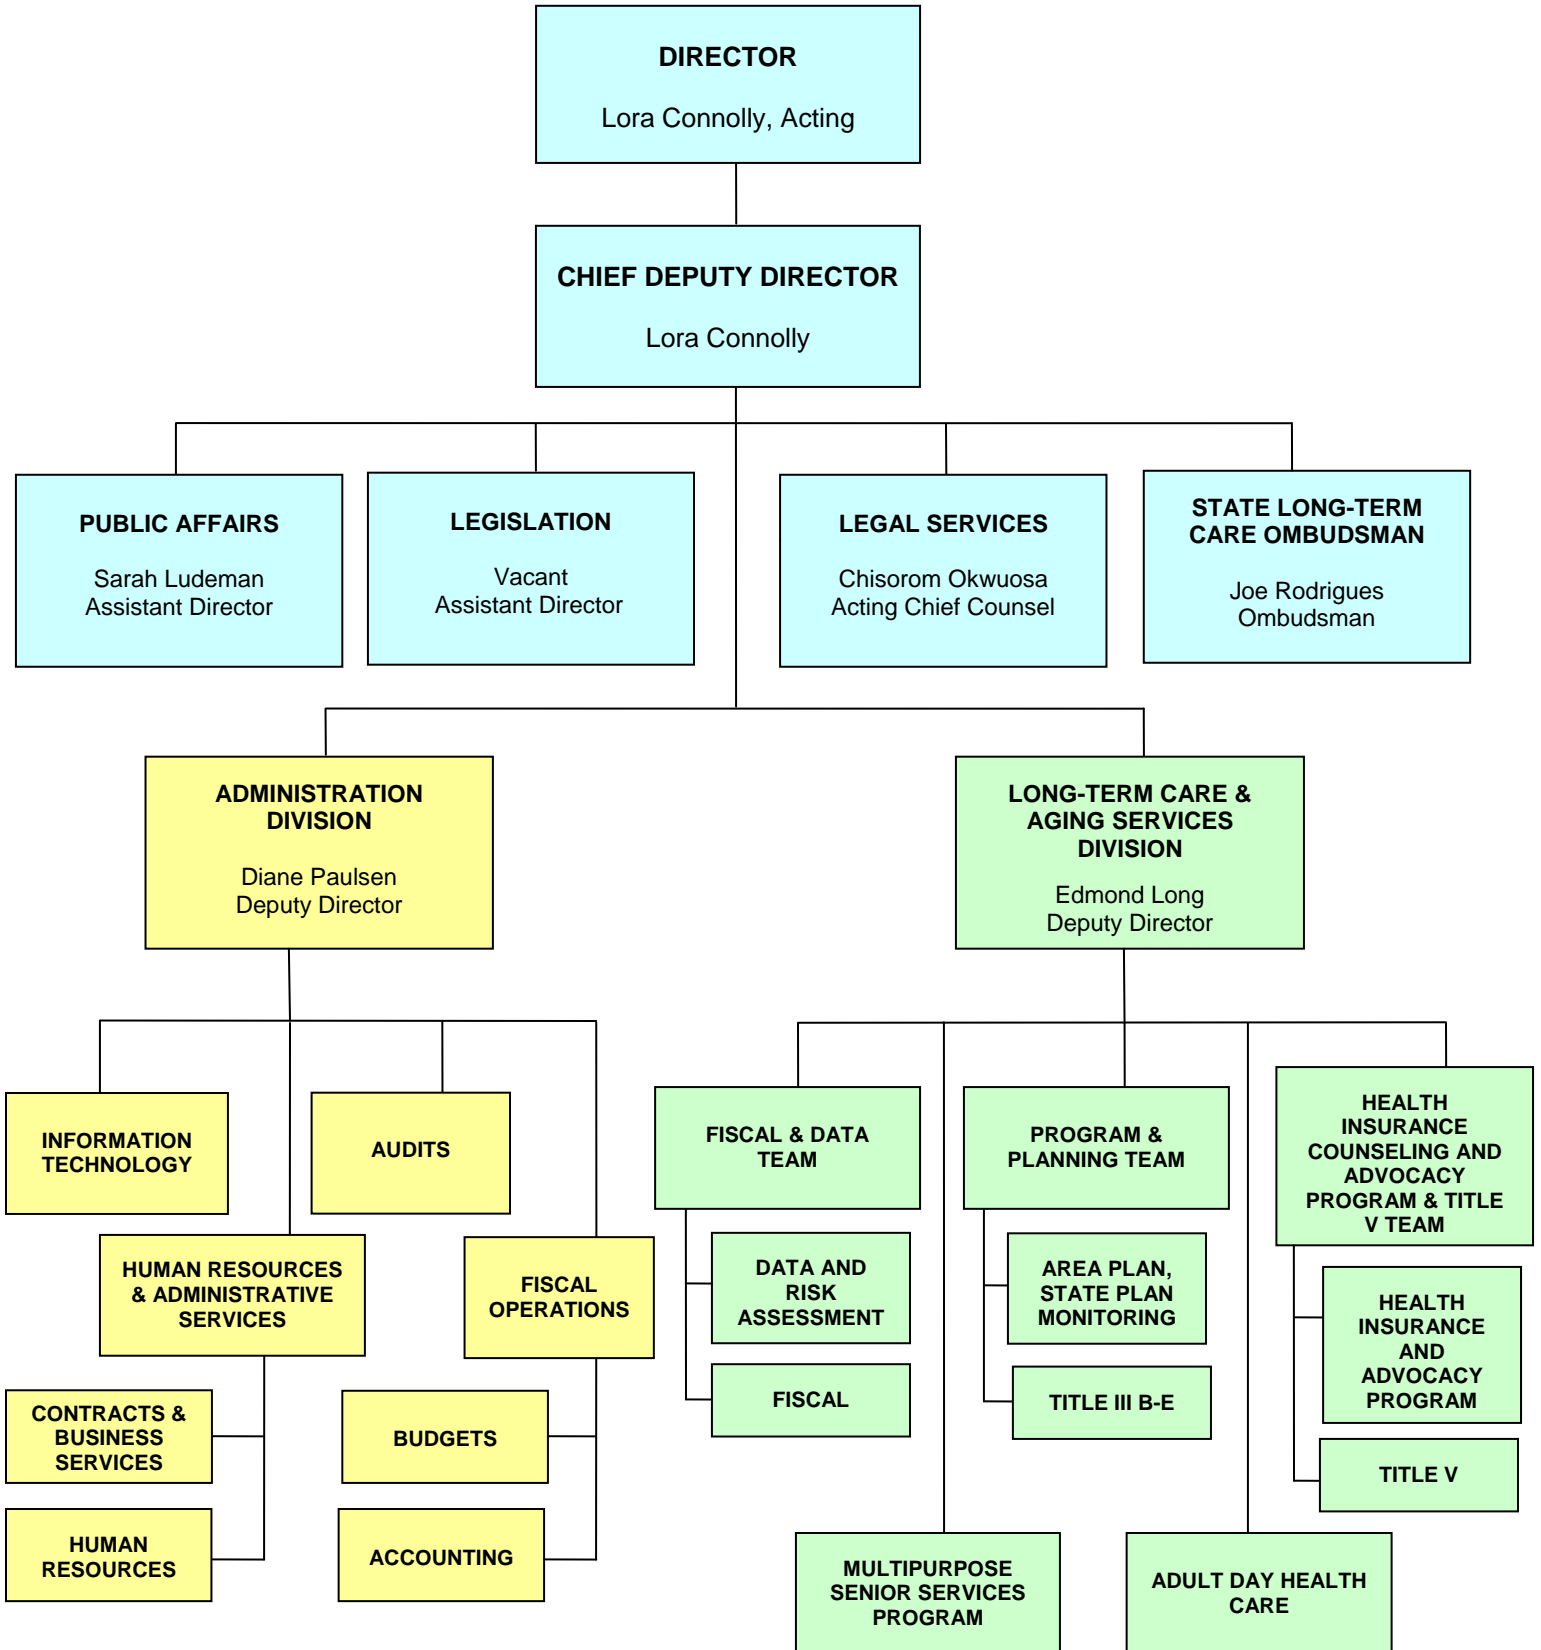 DIRECTOR
Lora Connolly, Acting
CHIEF DEPUTY DIRECTOR
Lora Connolly
PUBLIC AFFAIRS
Sarah Ludeman
Assistant Director
LEGISLATION
Vacant
Assistant Director
LEGAL SERVICES
Chisorom Okwuosa
Acting Chief Counsel
STATE LONG-TERM
CARE OMBUDSMAN
Joe Rodrigues
Ombudsman
ADMINISTRATION
DIVISION
Diane Paulsen
Deputy Director
LONG-TERM CARE &
AGING SERVICES
DIVISION
Edmond Long
Deputy Director
INFORMATION
TECHNOLOGY
AUDITS
HUMAN RESOURCES
& ADMINISTRATIVE
SERVICES
FISCAL
OPERATIONS
CONTRACTS &
BUSINESS
SERVICES
HUMAN
RESOURCES
BUDGETS
ACCOUNTING
FISCAL & DATA
TEAM
DATA AND
RISK
ASSESSMENT
FISCAL
PROGRAM &
PLANNING TEAM
AREA PLAN,
STATE PLAN
MONITORING
TITLE III B-E
HEALTH
INSURANCE
COUNSELING AND
ADVOCACY
PROGRAM & TITLE
V TEAM
HEALTH
INSURANCE
AND
ADVOCACY
PROGRAM
TITLE V
MULTIPURPOSE
SENIOR SERVICES
PROGRAM
ADULT DAY HEALTH
CARE